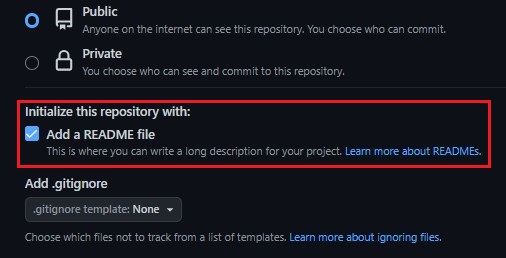 Public
Anyone on the internet can see this repository. You choose who can commit.
Private
You choose who can see and commit to this repository.
Initialize this repository with:
Add a README file
This is where you can write a long description for your project. Learn more about READMEs.
Add .gitignore
.gitignore template: None
Choose which files not to track from a list of templates. Learn more about ignoring files.